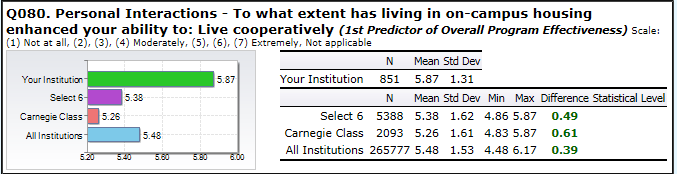 Q080. Personal Interactions - To what extent has living in on-campus housing
enhanced your ability to: Live cooperatively (1st Predictor of Overall Program Effectiveness) Scale:
(1) Not at all, (2), (3), (4) Moderately, (5), (6), (7) Extremely, Not applicable
Your Institution 5.87
Select 6 5.38
Carnegie Class 5.26
All Institutions 5.48
5.20 5.40 5.60 5.80 6.00
N Mean Std Dev
Your Institution 851 5.87 1.31
N Mean Std Dev Min Max Difference Statistical Level
Select 6 5388 5.38 1.62 4.86 5.87 0.49
Carnegie Class 2093 5.26 1.61 4.83 5.87 0.61
All Institutions 265777 5.48 1.53 4.48 6.17 0.39